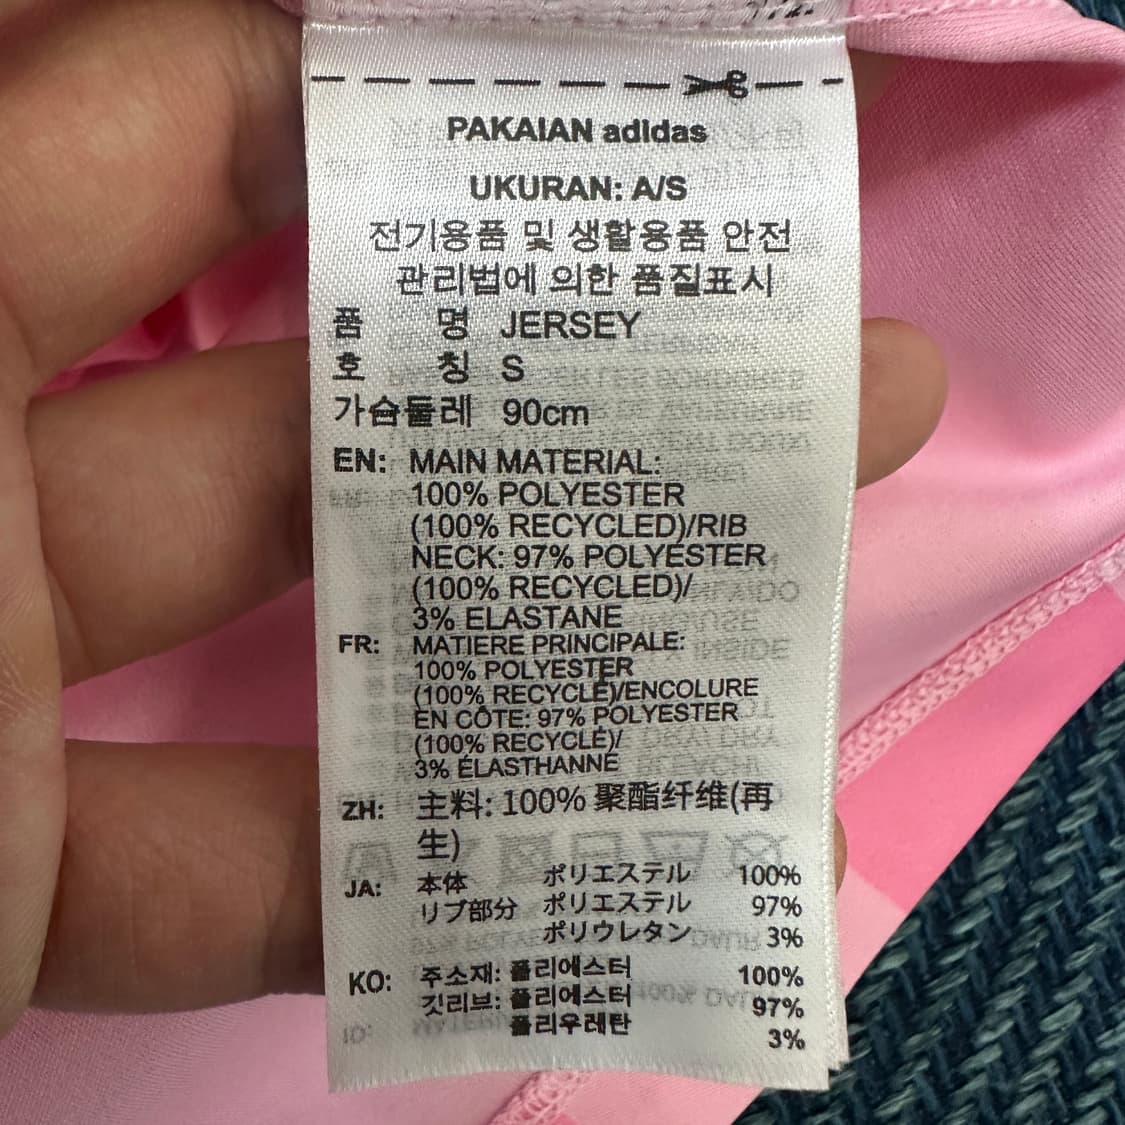 PAKAIAN adidas
UKURAN: A/S
전기용품 및 생활용품 안전
관리법에 의한 품질표시
품 명 JERSEY
호 칭 S
가슴둘레 90cm
EN: MAIN MATERIAL:
100% POLYESTER
(100% RECYCLED)/RIB
NECK: 97% POLYESTER
(100% RECYCLED)/
3% ELASTANE
FR: MATIERE PRINCIPALE:
100% POLYESTER
(100% RECYCLÉ)/ENCOLURE
EN CÔTE: 97% POLYESTER
(100% RECYCLÉ)/
3% ÉLASTHANNE
ZH: 主料: 100% 聚酯纤维(再
生)
JA: 本体 ポリエステル 100%
リブ部分 ポリエステル 97%
ポリウレタン 3%
KO: 주소재: 폴리에스터 100%
깃리브: 폴리에스터 97%
폴리우레탄 3%